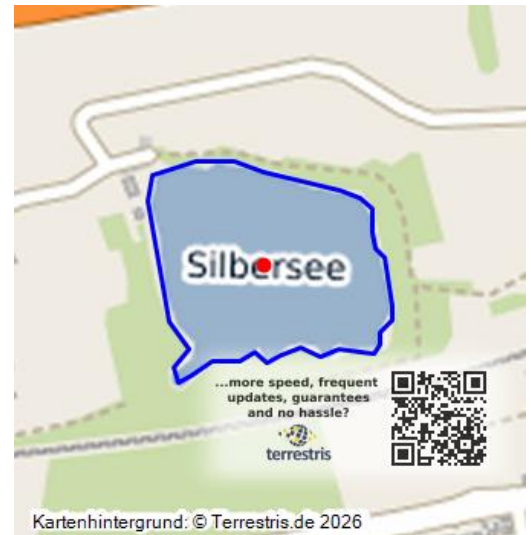 Silbersee
...more speed, frequent
updates, guarantees
and no hassle?
terrestris
Kartenhintergrund: © Terrestris.de 2026